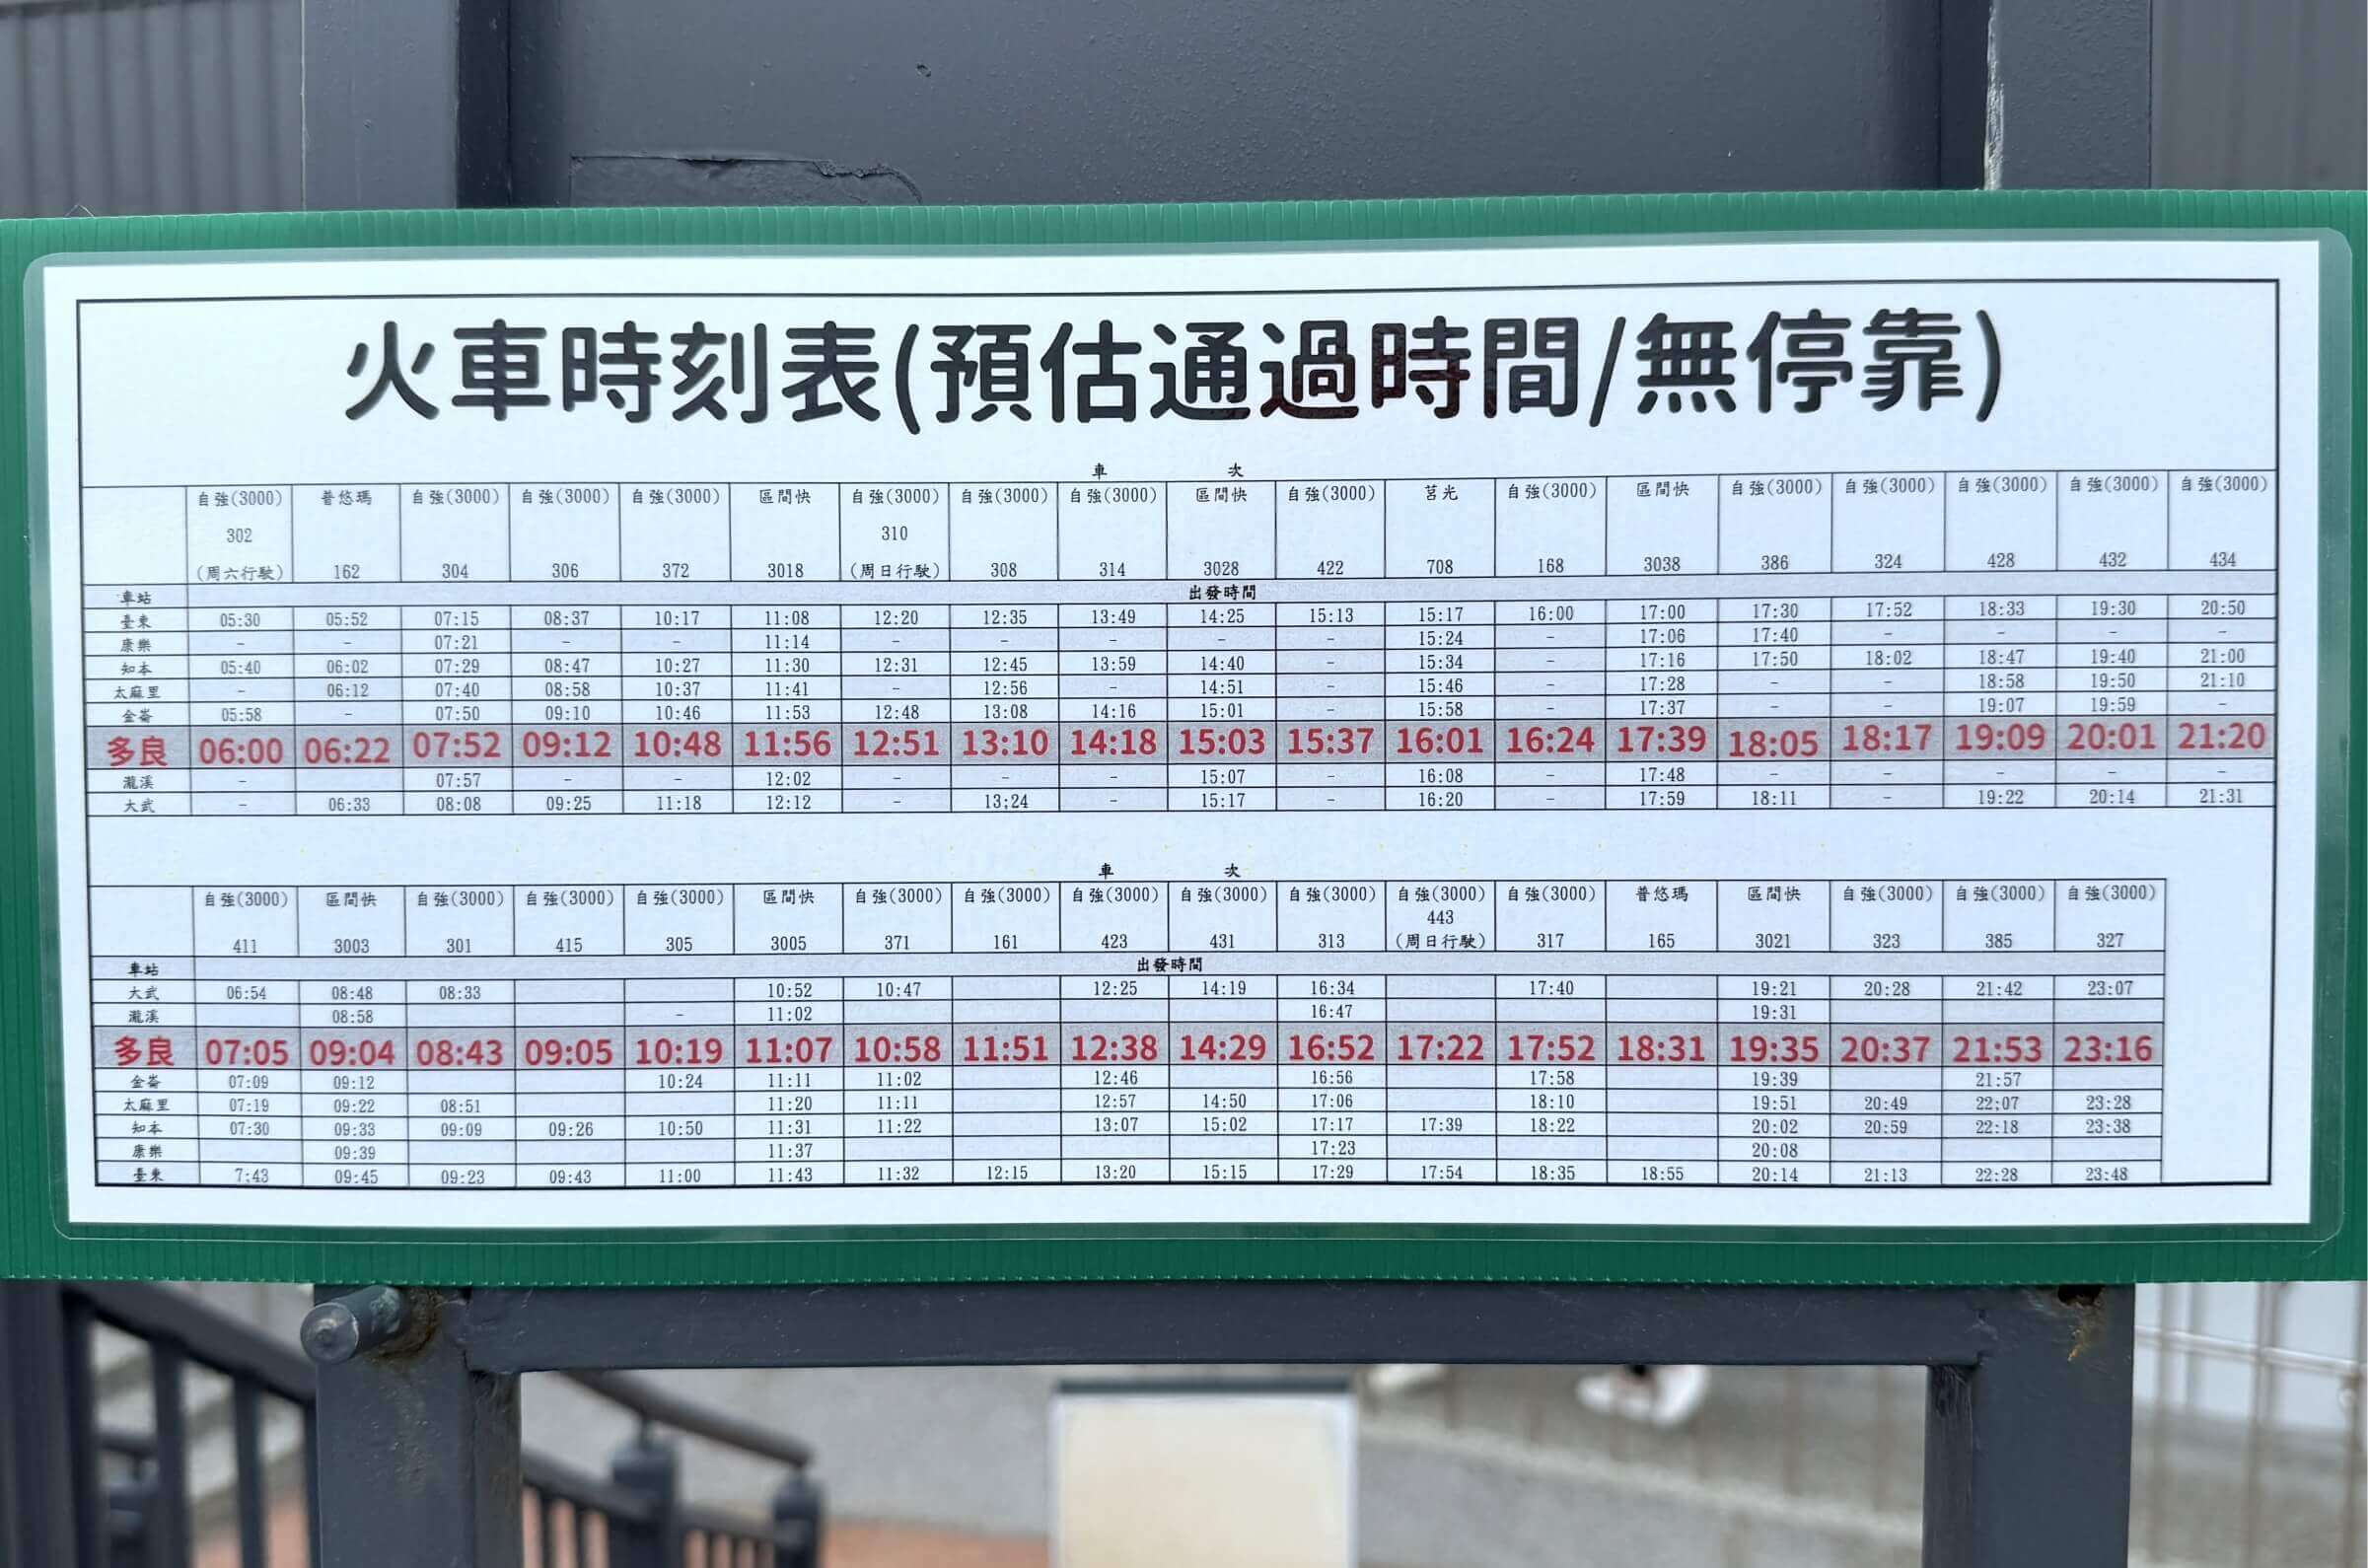 火車時刻表(預估通過時間/無停靠)
車 次
自強(3000) 普悠瑪 自強(3000) 自強(3000) 自強(3000) 區間快 自強(3000) 自強(3000) 自強(3000) 區間快 自強(3000) 莒光 自強(3000) 區間快 自強(3000) 自強(3000) 自強(3000) 自強(3000) 自強(3000)
302 310
(周六行駛) 162 304 306 372 3018 (周日行駛) 308 314 3028 422 708 168 3038 386 324 428 432 434
車站 出發時間
臺東 05:30 05:52 07:15 08:37 10:17 11:08 12:20 12:35 13:49 14:25 15:13 15:17 16:00 17:00 17:30 17:52 18:33 19:30 20:50
康樂 - - 07:21 - - 11:14 - - - - - 15:24 - 17:06 17:40 - - - -
知本 05:40 06:02 07:29 08:47 10:27 11:30 12:31 12:45 13:59 14:40 - 15:34 - 17:16 17:50 18:02 18:47 19:40 21:00
太麻里 - 06:12 07:40 08:58 10:37 11:41 - 12:56 - 14:51 - 15:46 - 17:28 - - 18:58 19:50 21:10
金崙 05:58 - 07:50 09:10 10:46 11:53 12:48 13:08 14:16 15:01 - 15:58 - 17:37 - - 19:07 19:59
多良 06:00 06:22 07:52 09:12 10:48 11:56 12:51 13:10 14:18 15:03 15:37 16:01 16:24 17:39 18:05 18:17 19:09 20:01 21:20
瀧溪 - - 07:57 - - 12:02 - - - 15:07 - 16:08 - 17:48 - - - - -
大武 - 06:33 08:08 09:25 11:18 12:12 - 13;24 - 15:17 - 16:20 - 17:59 18:11 - 19:22 20:14 21:31
車 次
自強(3000) 區間快 自強(3000) 自強(3000) 自強(3000) 區間快 自強(3000) 自強(3000) 自強(3000) 自強(3000) 自強(3000) 自強(3000) 自強(3000) 普悠瑪 區間快 自強(3000) 自強(3000) 自強(3000)
443
411 3003 301 415 305 3005 371 161 423 431 313 (周日行駛) 317 165 3021 323 385 327
車站 出發時間
大武 06:54 08:48 08:33 10:52 10:47 12:25 14:19 16:34 17:40 19:21 20:28 21:42 23:07
瀧溪 08:58 - 11:02 16:47 19:31
多良 07:05 09:04 08:43 09:05 10:19 11:07 10:58 11:51 12:38 14:29 16:52 17:22 17:52 18:31 19:35 20:37 21:53 23:16
金崙 07:09 09:12 10:24 11:11 11:02 12:46 16:56 17:58 19:39 21:57
太麻里 07:19 09:22 08:51 11:20 11:11 12:57 14:50 17:06 18:10 19:51 20:49 22;07 23:28
知本 07:30 09:33 09:09 09:26 10:50 11:31 11:22 13:07 15:02 17:17 17:39 18:22 20:02 20:59 22:18 23:38
康樂 09:39 11:37 17:23 20:08
臺東 7:43 09:45 09:23 09:43 11:00 11:43 11:32 12:15 13:20 15:15 17:29 17:54 18:35 18:55 20:14 21:13 22:28 23:48